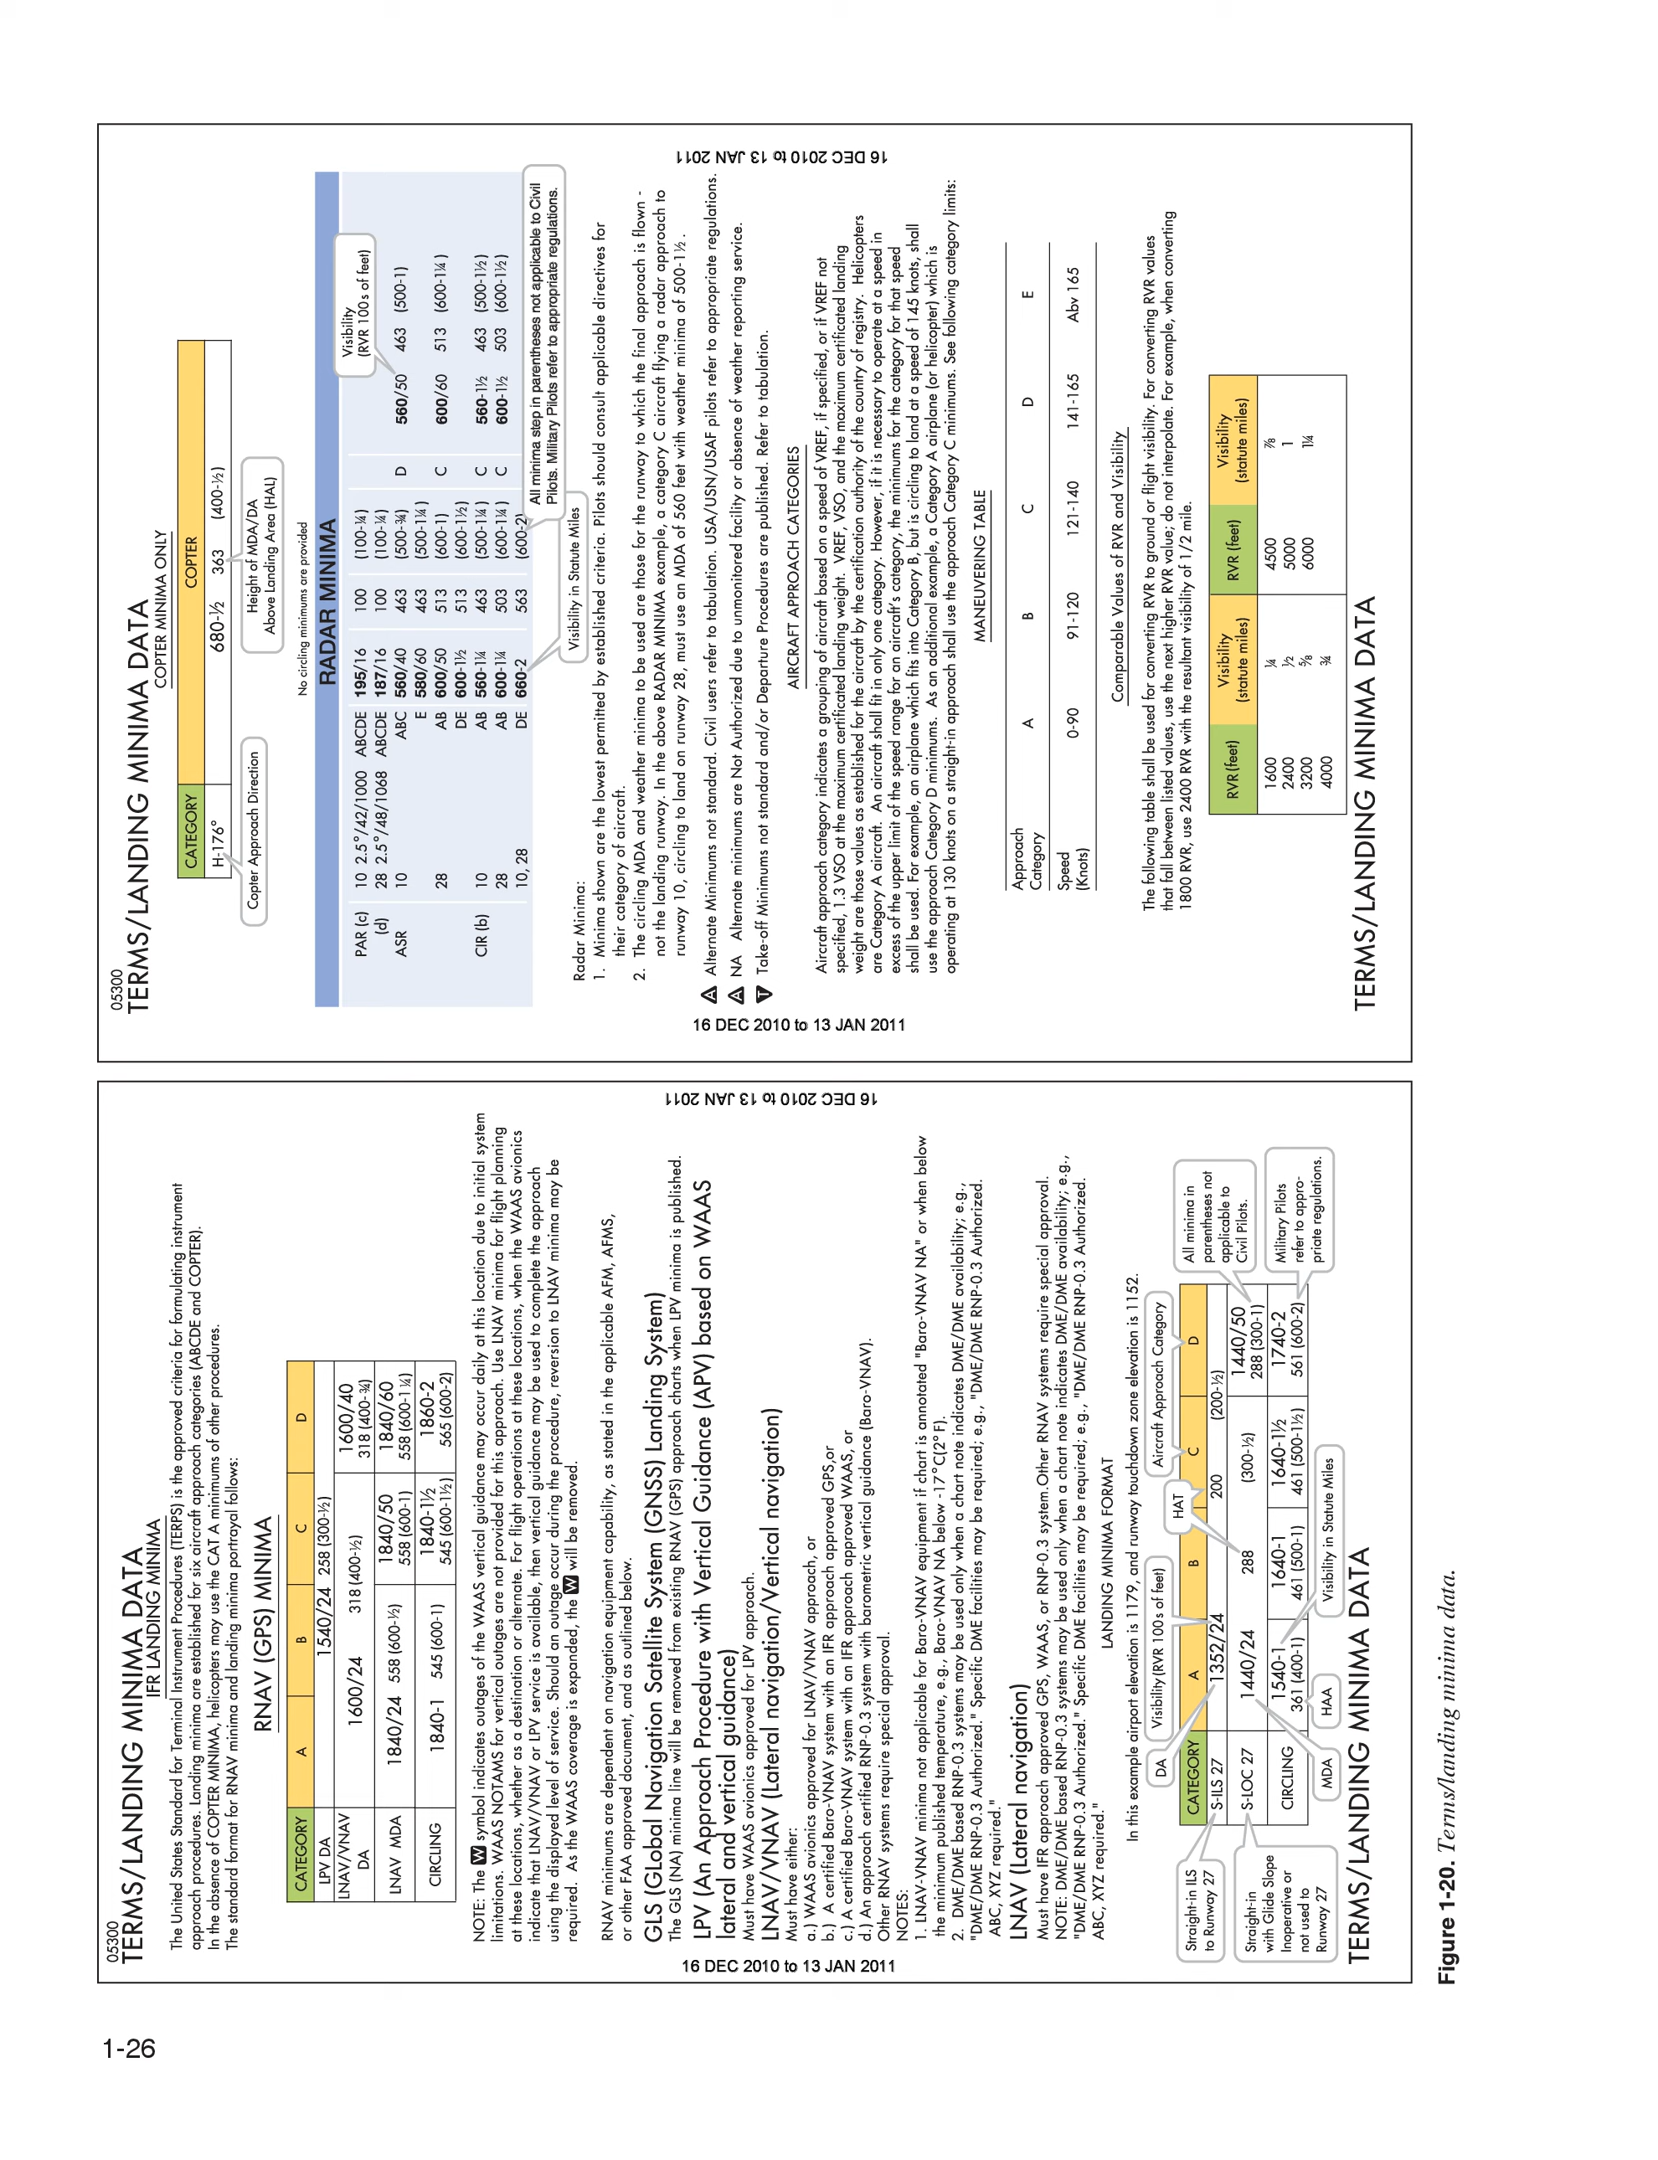 1-26
05300
TERMS/LANDING MINIMA DATA
IFR LANDING MINIMA
The United States Standard for Terminal Instrument Procedures (TERPS) is the approved criteria for formulating instrument
approach procedures. Landing minima are established for six aircraft approach categories (ABCDE and COPTER).
In the absence of COPTER MINIMA, helicopters may use the CAT A minimums of other procedures.
The standard format for RNAV minima and landing minima portrayal follows:
RNAV (GPS) MINIMA
CATEGORY A B C D
LPV DA 1540/24 258 (300-½)
LNAV/VNAV DA 1600/24 318 (400-½) 1600/40 318 (400-¾)
LNAV MDA 1840/24 558 (600-½) 1840/50 558 (600-1) 1840/60 558 (600-1¼)
CIRCLING 1840-1 545 (600-1) 1840-1½ 545 (600-1½) 1860-2 565 (600-2)
NOTE: The W symbol indicates outages of the WAAS vertical guidance may occur daily at this location due to initial system
limitations. WAAS NOTAMS for vertical outages are not provided for this approach. Use LNAV minima for flight planning
at these locations, whether as a destination or alternate. For flight operations at these locations, when the WAAS avionics
indicate that LNAV/VNAV or LPV service is available, then vertical guidance may be used to complete the approach
using the displayed level of service. Should an outage occur during the procedure, reversion to LNAV minima may be
required. As the WAAS coverage is expanded, the W will be removed.
RNAV minimums are dependent on navigation equipment capability, as stated in the applicable AFM, AFMS,
or other FAA approved document, and as outlined below.
GLS (GLobal Navigation Satellite System (GNSS) Landing System)
The GLS (NA) minima line will be removed from existing RNAV (GPS) approach charts when LPV minima is published.
LPV (An Approach Procedure with Vertical Guidance (APV) based on WAAS
lateral and vertical guidance)
Must have WAAS avionics approved for LPV approach.
LNAV/VNAV (Lateral navigation/Vertical navigation)
Must have either:
a.) WAAS avionics approved for LNAV/VNAV approach, or
b.) A certified Baro-VNAV system with an IFR approach approved GPS,or
c.) A certified Baro-VNAV system with an IFR approach approved WAAS, or
d.) An approach certified RNP-0.3 system with barometric vertical guidance (Baro-VNAV).
Other RNAV systems require special approval.
NOTES:
1. LNAV-VNAV minima not applicable for Baro-VNAV equipment if chart is annotated "Baro-VNAV NA" or when below
the minimum published temperature, e.g., Baro-VNAV NA below -17°C(2°F).
2. DME/DME based RNP-0.3 systems may be used only when a chart note indicates DME/DME availability; e.g.,
"DME/DME RNP-0.3 Authorized." Specific DME facilities may be required; e.g., "DME/DME RNP-0.3 Authorized.
ABC, XYZ required."
LNAV (Lateral navigation)
Must have IFR approach approved GPS, WAAS, or RNP-0.3 system.Other RNAV systems require special approval.
NOTE: DME/DME based RNP-0.3 systems may be used only when a chart note indicates DME/DME availability; e.g.,
"DME/DME RNP-0.3 Authorized." Specific DME facilities may be required; e.g., "DME/DME RNP-0.3 Authorized.
ABC, XYZ required."
LANDING MINIMA FORMAT
In this example airport elevation is 1179, and runway touchdown zone elevation is 1152.
DA
Visibility (RVR 100s of feet)
HAT
Aircraft Approach Category
Straight-in ILS
to Runway 27
Straight-in
with Glide Slope
Inoperative or
not used to
Runway 27
CATEGORY A B C D
S-ILS 27 1352/24 200 (200-½)
S-LOC 27 1440/24 288 (300-½) 1440/50 288 (300-1)
CIRCLING 1540-1 361 (400-1) 1640-1 461 (500-1) 1640-1½ 461 (500-1½) 1740-2 561 (600-2)
All minima in
parentheses not
applicable to
Civil Pilots.
Military Pilots
refer to appro-
priate regulations.
MDA
HAA
Visibility in Statute Miles
TERMS/LANDING MINIMA DATA
16 DEC 2010 to 13 JAN 2011
16 DEC 2010 to 13 JAN 2011
05300
TERMS/LANDING MINIMA DATA
COPTER MINIMA ONLY
CATEGORY COPTER
H-176° 680-½ 363 (400-½)
Copter Approach Direction
Height of MDA/DA
Above Landing Area (HAL)
No circling minimums are provided
RADAR MINIMA
Visibility
(RVR 100s of feet)
PAR (c) 10 2.5°/42/1000 ABCDE 195/16 100 (100-¼)
(d) 28 2.5°/48/1068 ABCDE 187/16 100 (100-¼)
ASR 10 ABC 560/40 463 (500-¾) D 560/50 463 (500-1)
E 580/60 463 (500-1¼)
28 AB 600/50 513 (600-1) C 600/60 513 (600-1¼)
DE 600-1½ 513 (600-1½)
CIR (b) 10 AB 560-1¼ 463 (500-1¼) C 560-1½ 463 (500-1½)
28 AB 600-1¼ 503 (600-1¼) C 600-1½ 503 (600-1½)
10, 28 DE 660-2 563 (600-2)
All minima step in parentheses not applicable to Civil
Pilots. Military Pilots refer to appropriate regulations.
Visibility in Statute Miles
Radar Minima:
1. Minima shown are the lowest permitted by established criteria. Pilots should consult applicable directives for
their category of aircraft.
2. The circling MDA and weather minima to be used are those for the runway to which the final approach is flown -
not the landing runway. In the above RADAR MINIMA example, a category C aircraft flying a radar approach to
runway 10, circling to land on runway 28, must use an MDA of 560 feet with weather minima of 500-1½.
A Alternate Minimums not standard. Civil users refer to tabulation. USA/USN/USAF pilots refer to appropriate regulations.
A NA Alternate minimums are Not Authorized due to unmonitored facility or absence of weather reporting service.
T Take-off Minimums not standard and/or Departure Procedures are published. Refer to tabulation.
AIRCRAFT APPROACH CATEGORIES
Aircraft approach category indicates a grouping of aircraft based on a speed of VREF, if specified, or if VREF not
specified, 1.3 VSO at the maximum certificated landing weight. VREF, VSO, and the maximum certificated landing
weight are those values as established for the aircraft by the certification authority of the country of registry. Helicopters
are Category A aircraft. An aircraft shall fit in only one category. However, if it is necessary to operate at a speed in
excess of the upper limit of the speed range for an aircraft's category, the minimums for the category for that speed
shall be used. For example, an airplane which fits into Category B, but is circling to land at a speed of 145 knots, shall
use the approach Category D minimums. As an additional example, a Category A airplane (or helicopter) which is
operating at 130 knots on a straight-in approach shall use the approach Category C minimums. See following category limits:
MANEUVERING TABLE
Approach Category A B C D E
Speed (Knots) 0-90 91-120 121-140 141-165 Abv 165
Comparable Values of RVR and Visibility
The following table shall be used for converting RVR to ground or flight visibility. For converting RVR values
that fall between listed values, use the next higher RVR value; do not interpolate. For example, when converting
1800 RVR, use 2400 RVR with the resultant visibility of 1/2 mile.
RVR (feet) Visibility (statute miles) RVR (feet) Visibility (statute miles)
1600 ¼ 4500 ⅞
2400 ½ 5000 1
3200 ⅝ 6000 1¼
4000 ¾
TERMS/LANDING MINIMA DATA
16 DEC 2010 to 13 JAN 2011
16 DEC 2010 to 13 JAN 2011
Figure 1-20. Terms/landing minima data.